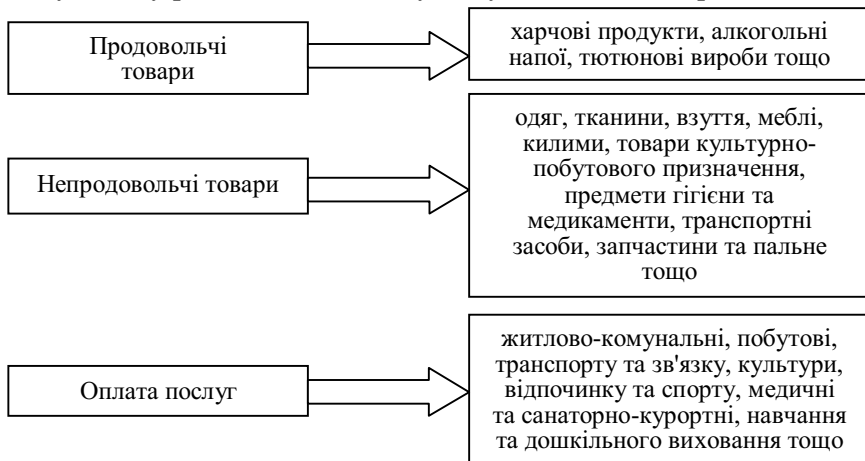 Продовольчі
товари
харчові продукти, алкогольні
напої, тютюнові вироби тощо
Непродовольчі товари
одяг, тканини, взуття, меблі,
килими, товари культурно-
побутового призначення,
предмети гігієни та
медикаменти, транспортні
засоби, запчастини та пальне
тощо
Оплата послуг
житлово-комунальні, побутові,
транспорту та зв'язку, культури,
відпочинку та спорту, медичні
та санаторно-курортні, навчання
та дошкільного виховання тощо